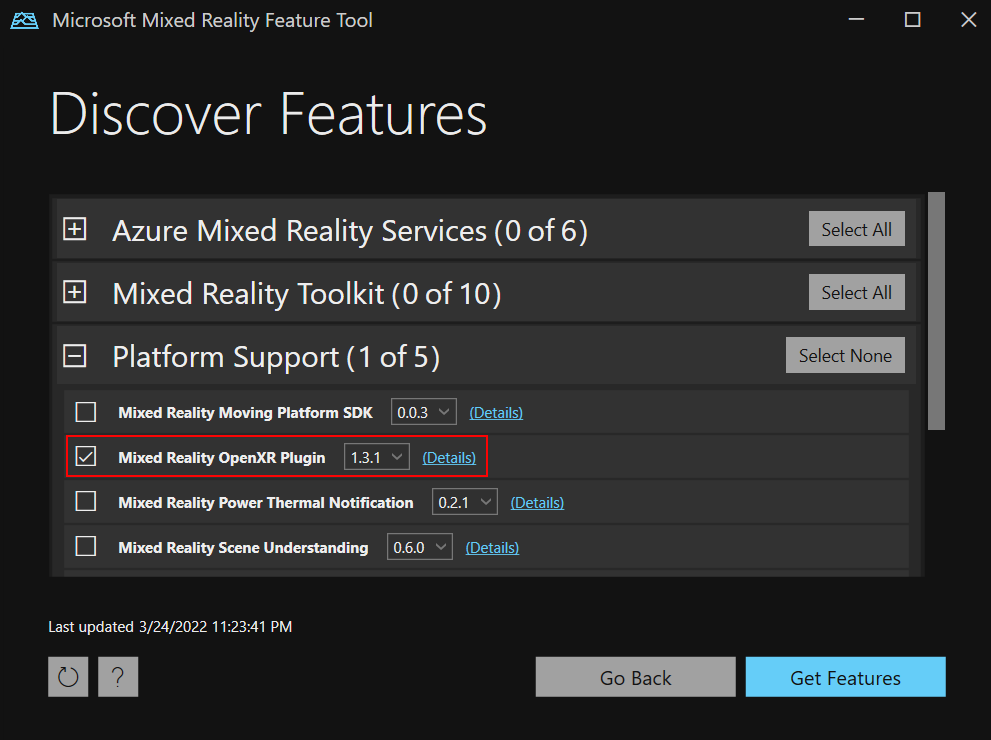 Microsoft Mixed Reality Feature Tool
Discover Features
Azure Mixed Reality Services (0 of 6) Select All
Mixed Reality Toolkit (0 of 10) Select All
Platform Support (1 of 5) Select None
Mixed Reality Moving Platform SDK 0.0.3 (Details)
Mixed Reality OpenXR Plugin 1.3.1 (Details)
Mixed Reality Power Thermal Notification 0.2.1 (Details)
Mixed Reality Scene Understanding 0.6.0 (Details)
Last updated 3/24/2022 11:23:41 PM
? Go Back Get Features